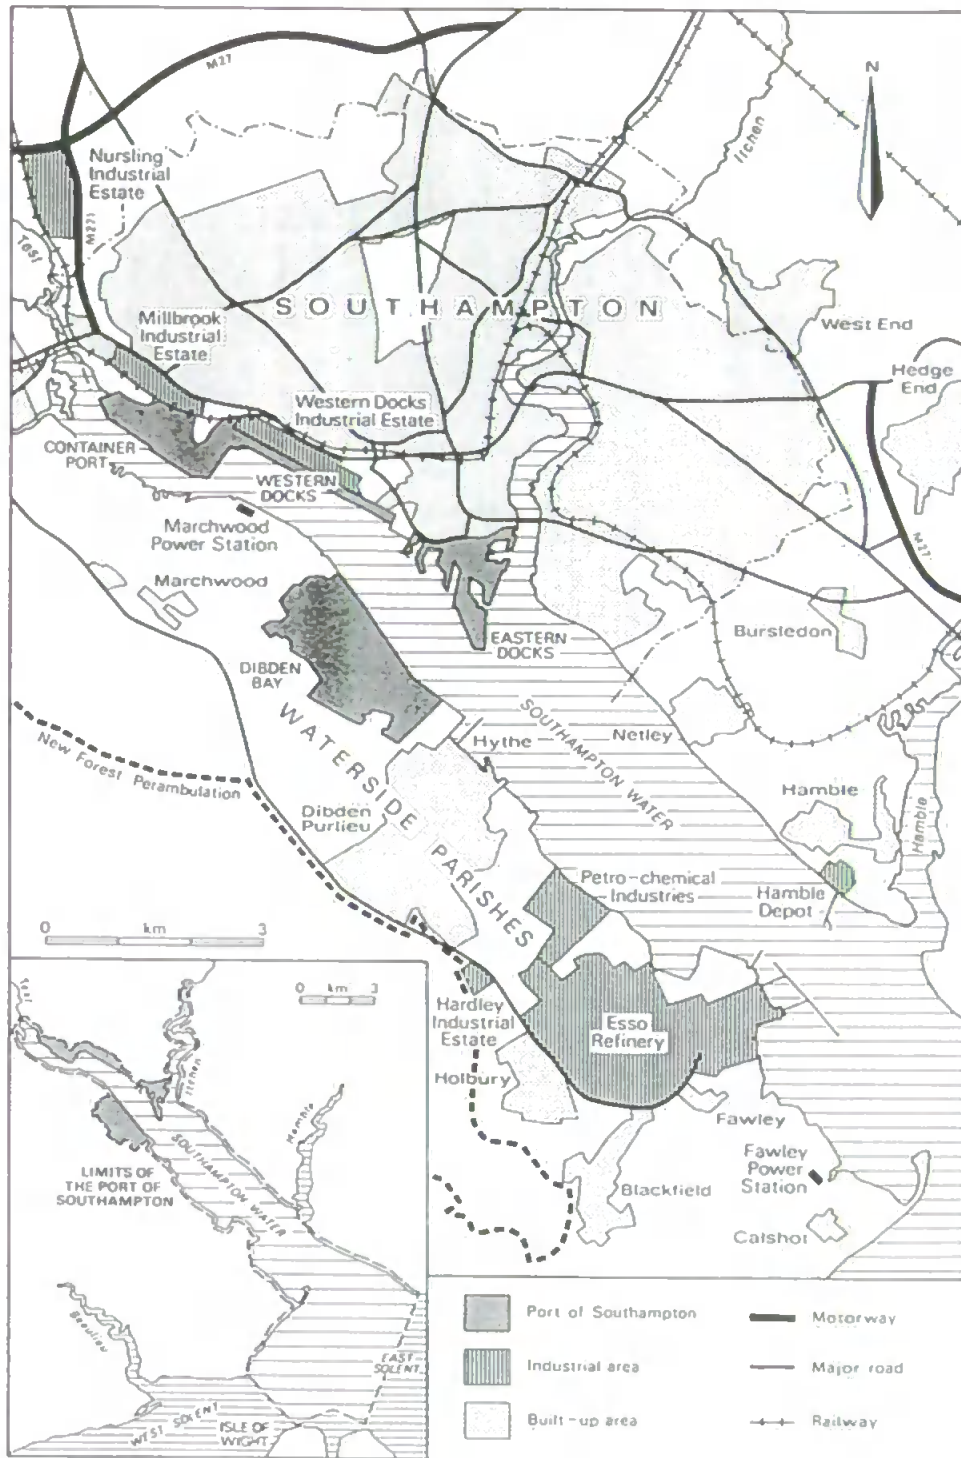 M27
N
Itchen
Nursling
Industrial
Estate
M271
Test
SOUTHAMPTON
Millbrook
Industrial
Estate
West End
Hedge
End
Western Docks
Industrial Estate
CONTAINER
PORT
WESTERN
DOCKS
Marchwood
Power Station
M27
Marchwood
Bursledon
EASTERN
DOCKS
DIBDEN
BAY
SOUTHAMPTON WATER
Netley
Hythe
WATERSIDE PARISHES
New Forest Perambulation
Hamble
Hamble
Dibden
Purlieu
Petro-chemical
Industries
Hamble
Depot
0 km 3
Hardley
Industrial
Estate
Esso
Refinery
Holbury
Fawley
Fawley
Power
Station
Blackfield
Calshot
0 km 3
Test
Itchen
Hamble
SOUTHAMPTON WATER
LIMITS OF
THE PORT OF
SOUTHAMPTON
Beaulieu
EAST
SOLENT
WEST SOLENT
ISLE OF
WIGHT
Port of Southampton
Motorway
Industrial area
Major road
Built-up area
Railway